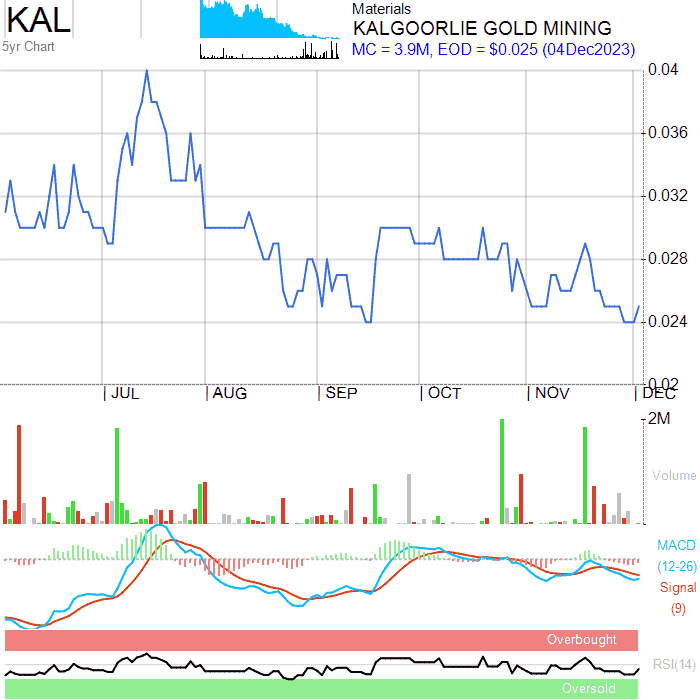 KAL
5yr Chart
Materials
KALGOORLIE GOLD MINING
MC = 3.9M, EOD = $0.025 (04Dec2023)
0.04
0.036
0.032
0.028
0.024
0.02
JUL AUG SEP OCT NOV DEC
2M
Volume
MACD
(12-26)
Signal
(9)
Overbought
RSI(14)
Oversold